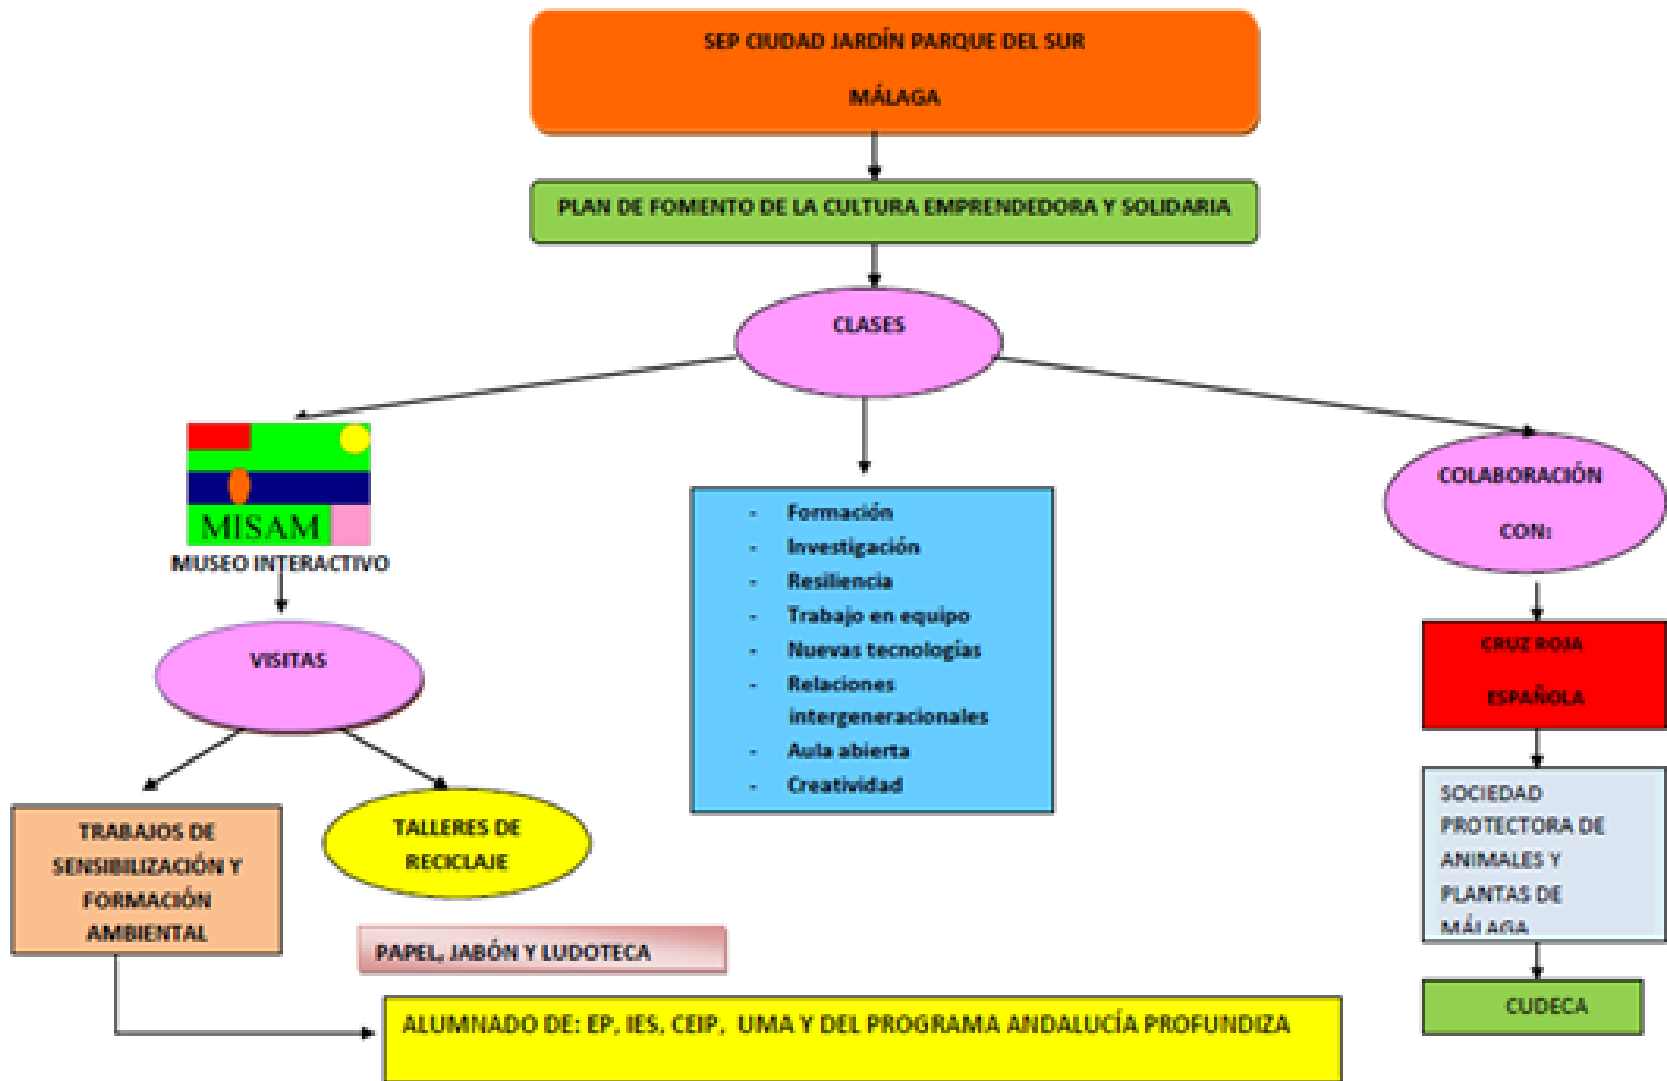 SEP CIUDAD JARDÍN PARQUE DEL SUR
MÁLAGA
PLAN DE FOMENTO DE LA CULTURA EMPRENDEDORA Y SOLIDARIA
CLASES
MISAM
MUSEO INTERACTIVO
VISITAS
TRABAJOS DE
SENSIBILIZACIÓN Y
FORMACIÓN
AMBIENTAL
TALLERES DE
RECICLAJE
PAPEL, JABÓN Y LUDOTECA
ALUMNADO DE: EP, IES, CEIP, UMA Y DEL PROGRAMA ANDALUCÍA PROFUNDIZA
- Formación
- Investigación
- Resiliencia
- Trabajo en equipo
- Nuevas tecnologías
- Relaciones
intergeneracionales
- Aula abierta
- Creatividad
COLABORACIÓN
CON:
CRUZ ROJA
ESPAÑOLA
SOCIEDAD
PROTECTORA DE
ANIMALES Y
PLANTAS DE
MÁLAGA
CUDECA